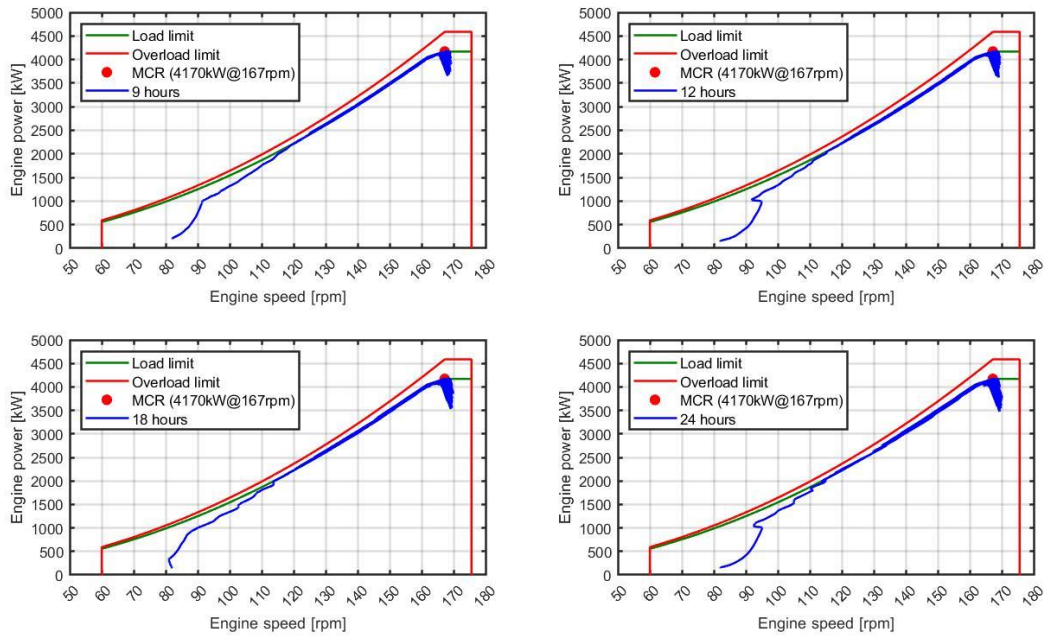 5000
4500
4000
3500
3000
2500
2000
1500
1000
500
0
Engine power [kW]
Load limit
Overload limit
MCR (4170kW@167rpm)
9 hours
50 60 70 80 90 100 110 120 130 140 150 160 170 180
Engine speed [rpm]
5000
4500
4000
3500
3000
2500
2000
1500
1000
500
0
Engine power [kW]
Load limit
Overload limit
MCR (4170kW@167rpm)
12 hours
50 60 70 80 90 100 110 120 130 140 150 160 170 180
Engine speed [rpm]
5000
4500
4000
3500
3000
2500
2000
1500
1000
500
0
Engine power [kW]
Load limit
Overload limit
MCR (4170kW@167rpm)
18 hours
50 60 70 80 90 100 110 120 130 140 150 160 170 180
Engine speed [rpm]
5000
4500
4000
3500
3000
2500
2000
1500
1000
500
0
Engine power [kW]
Load limit
Overload limit
MCR (4170kW@167rpm)
24 hours
50 60 70 80 90 100 110 120 130 140 150 160 170 180
Engine speed [rpm]